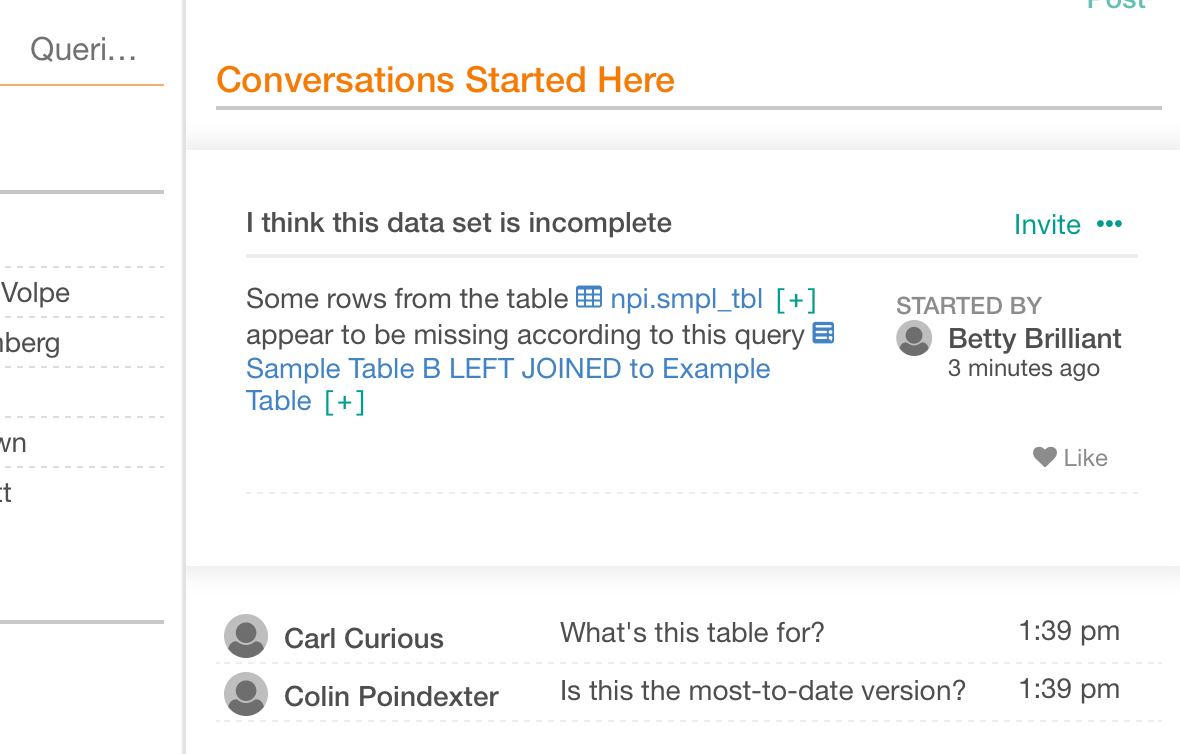 Post
Queri...
Conversations Started Here
I think this data set is incomplete
Invite •••
Some rows from the table npi.smpl_tbl [+]
appear to be missing according to this query
Sample Table B LEFT JOINED to Example
Table [+]
STARTED BY
Betty Brilliant
3 minutes ago
Like
Volpe
nberg
wn
tt
Carl Curious What's this table for? 1:39 pm
Colin Poindexter Is this the most-to-date version? 1:39 pm